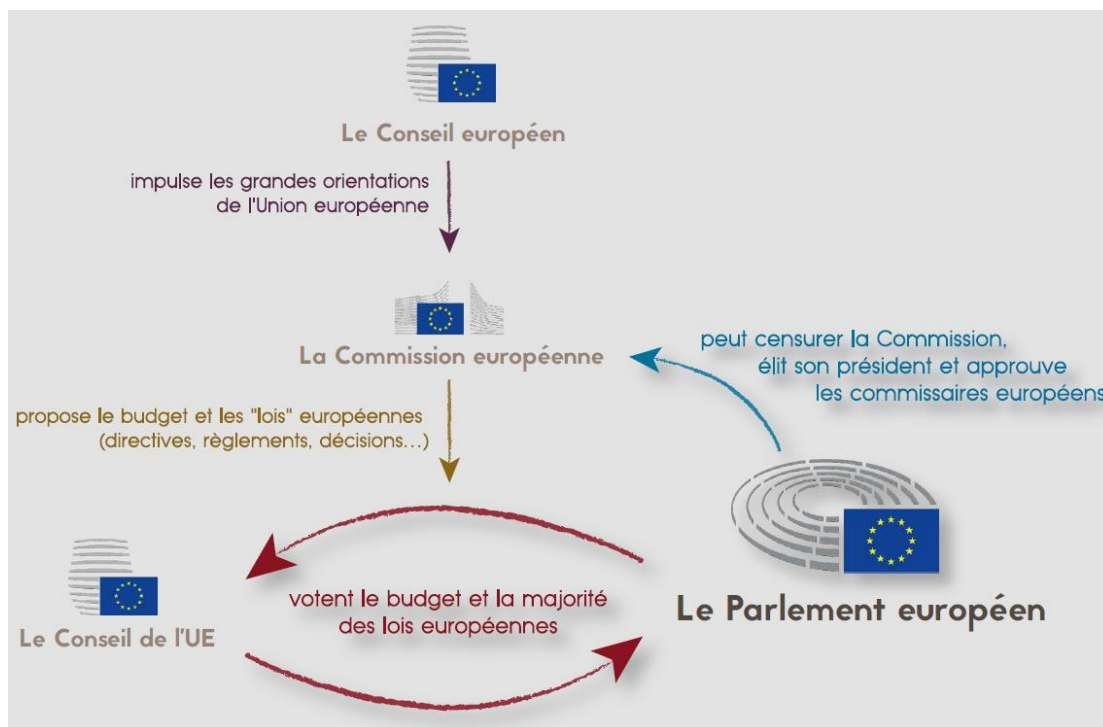 Le Conseil européen
impulse les grandes orientations
de l'Union européenne
La Commission européenne
peut censurer la Commission,
élit son président et approuve
les commissaires européens
propose le budget et les "lois" européennes
(directives, règlements, décisions...)
votent le budget et la majorité
des lois européennes
Le Conseil de l'UE
Le Parlement européen